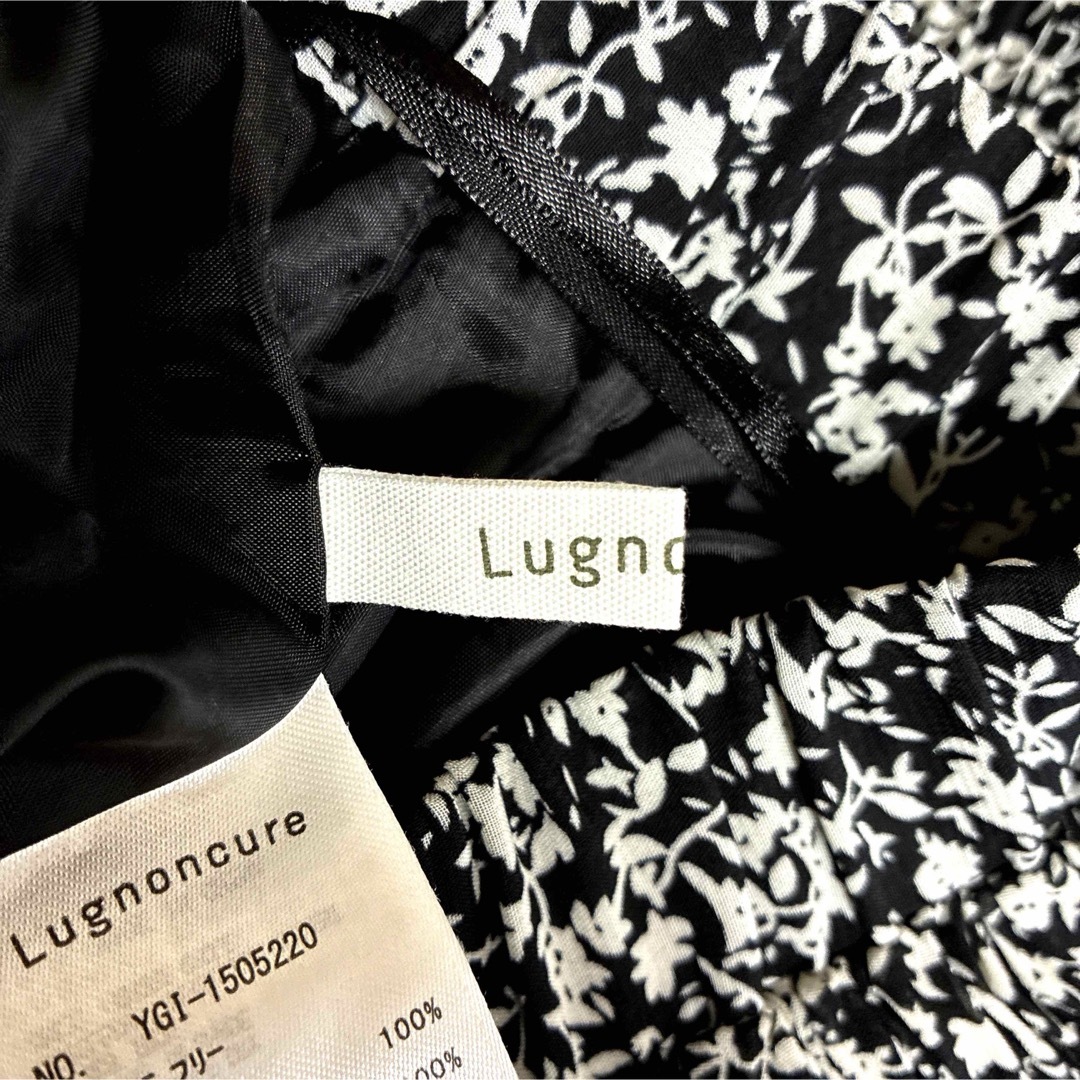 Lugno
Lugnoncure
NO. YGI-1505220
フリー 100%